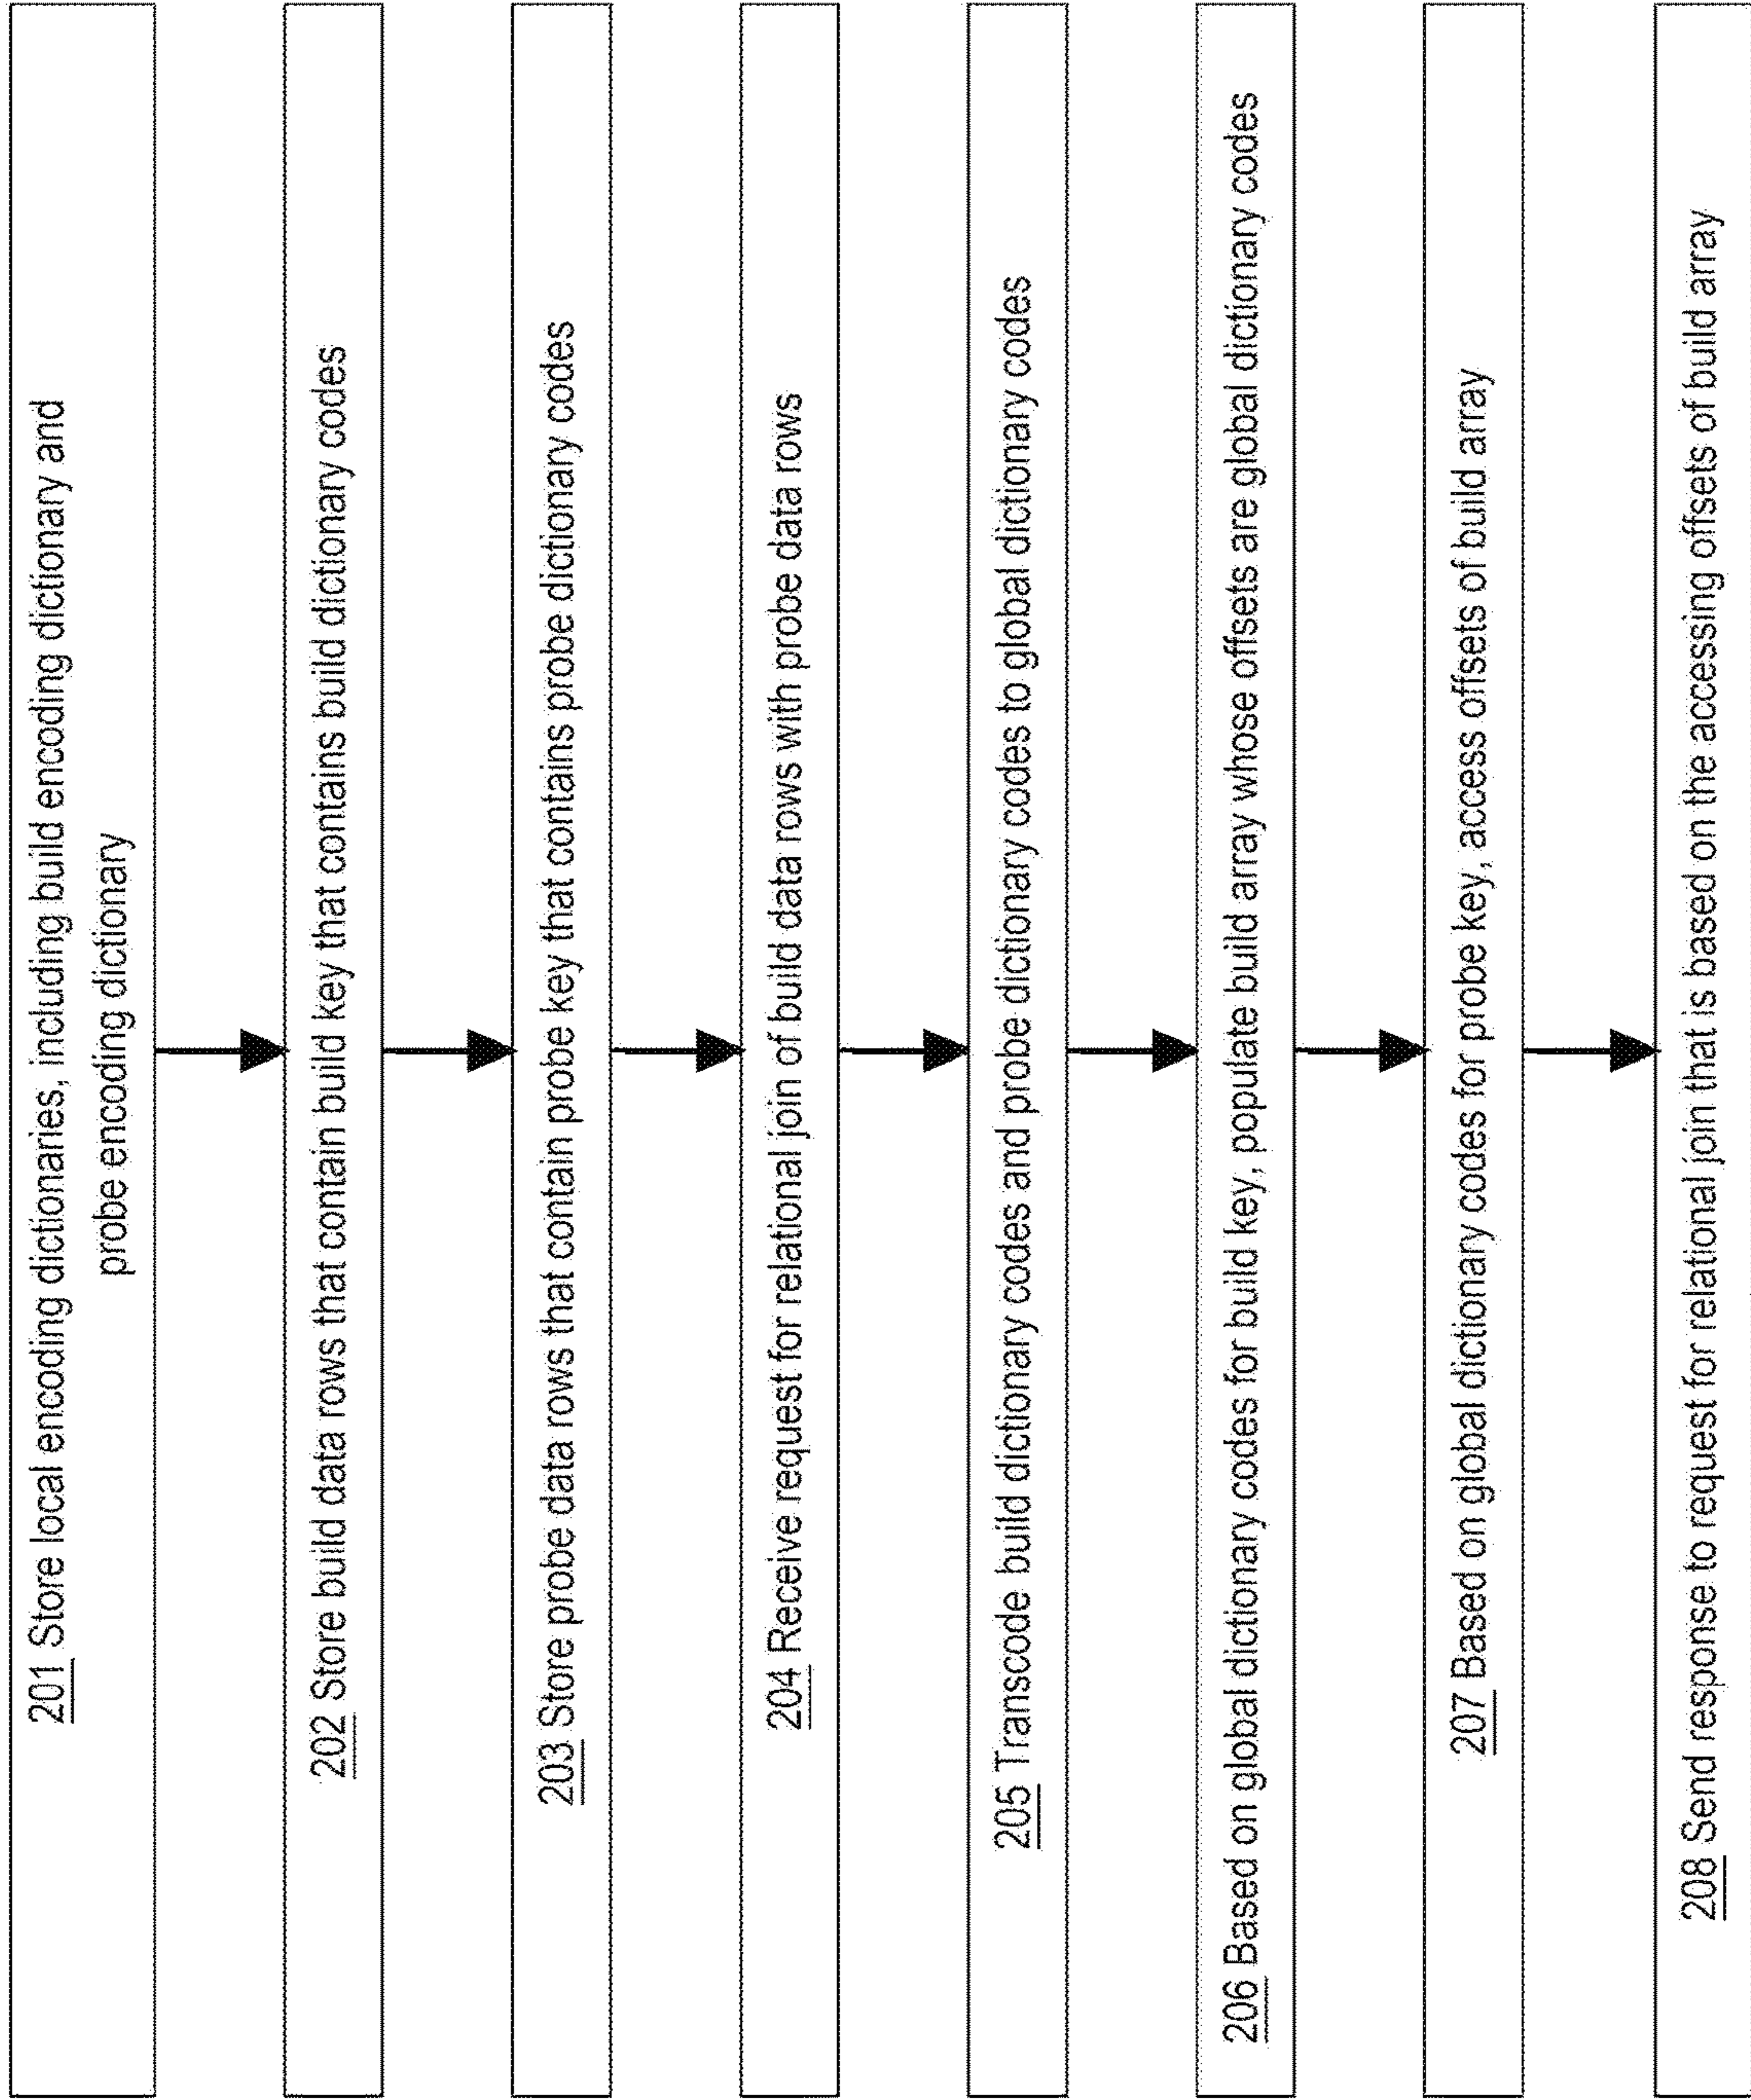 201 Store local encoding dictionaries, including build encoding dictionary and
probe encoding dictionary
202 Store build data rows that contain build key that contains build dictionary codes
203 Store probe data rows that contain probe key that contains probe dictionary codes
204 Receive request for relational join of build data rows with probe data rows
205 Transcode build dictionary codes and probe dictionary codes to global dictionary codes
206 Based on global dictionary codes for build key, populate build array whose offsets are global dictionary codes
207 Based on global dictionary codes for probe key, access offsets of build array
208 Send response to request for relational join that is based on the accessing offsets of build array